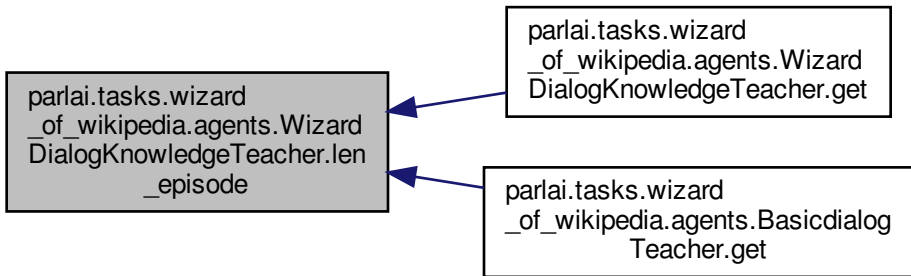 parlai.tasks.wizard
_of_wikipedia.agents.Wizard
DialogKnowledgeTeacher.len
_episode
parlai.tasks.wizard
_of_wikipedia.agents.Wizard
DialogKnowledgeTeacher.get
parlai.tasks.wizard
_of_wikipedia.agents.Basicdialog
Teacher.get